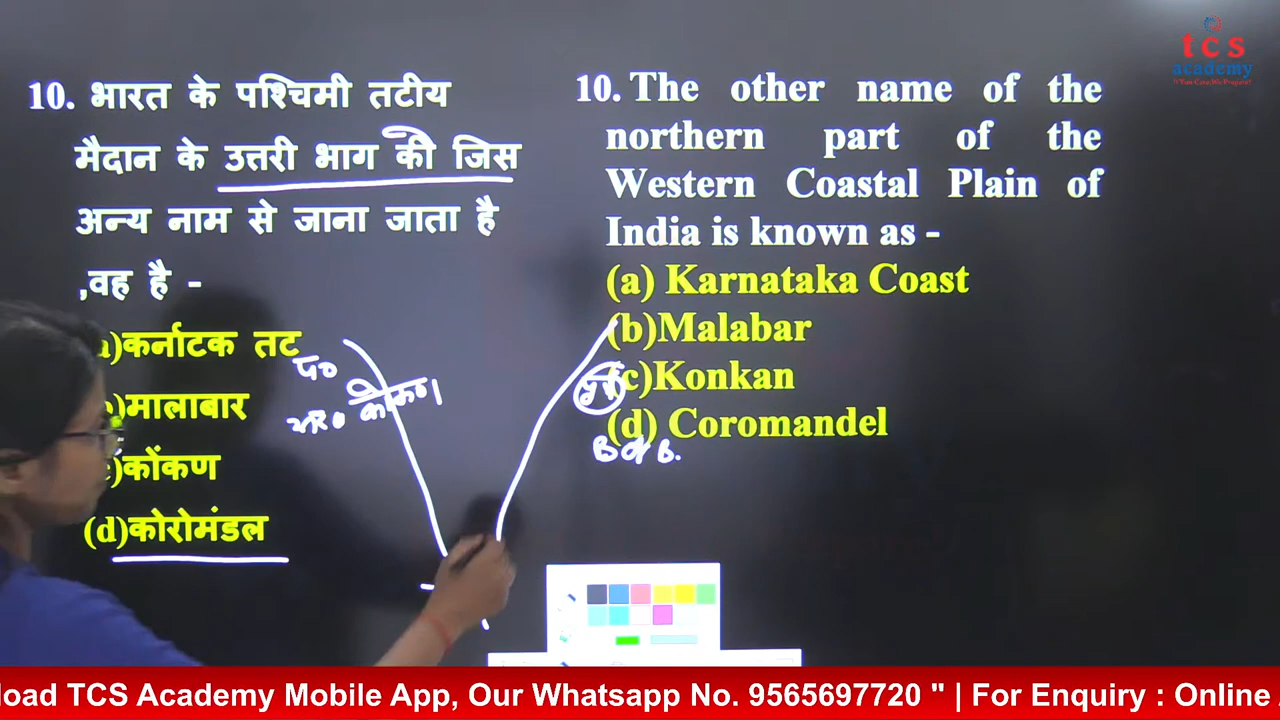 tcs
academy
10. भारत के पश्चिमी तटीय
मैदान के उत्तरी भाग की जिस
अन्य नाम से जाना जाता है
,वह है -
a)कर्नाटक तट
)मालाबार
)कोंकण
(d)कोरोमंडल
कोंकण
10. The other name of the
northern part of the
Western Coastal Plain of
India is known as -
(a) Karnataka Coast
(b)Malabar
(c)Konkan
(d) Coromandel
B of B.
load TCS Academy Mobile App, Our Whatsapp No. 9565697720 " | For Enquiry : Online